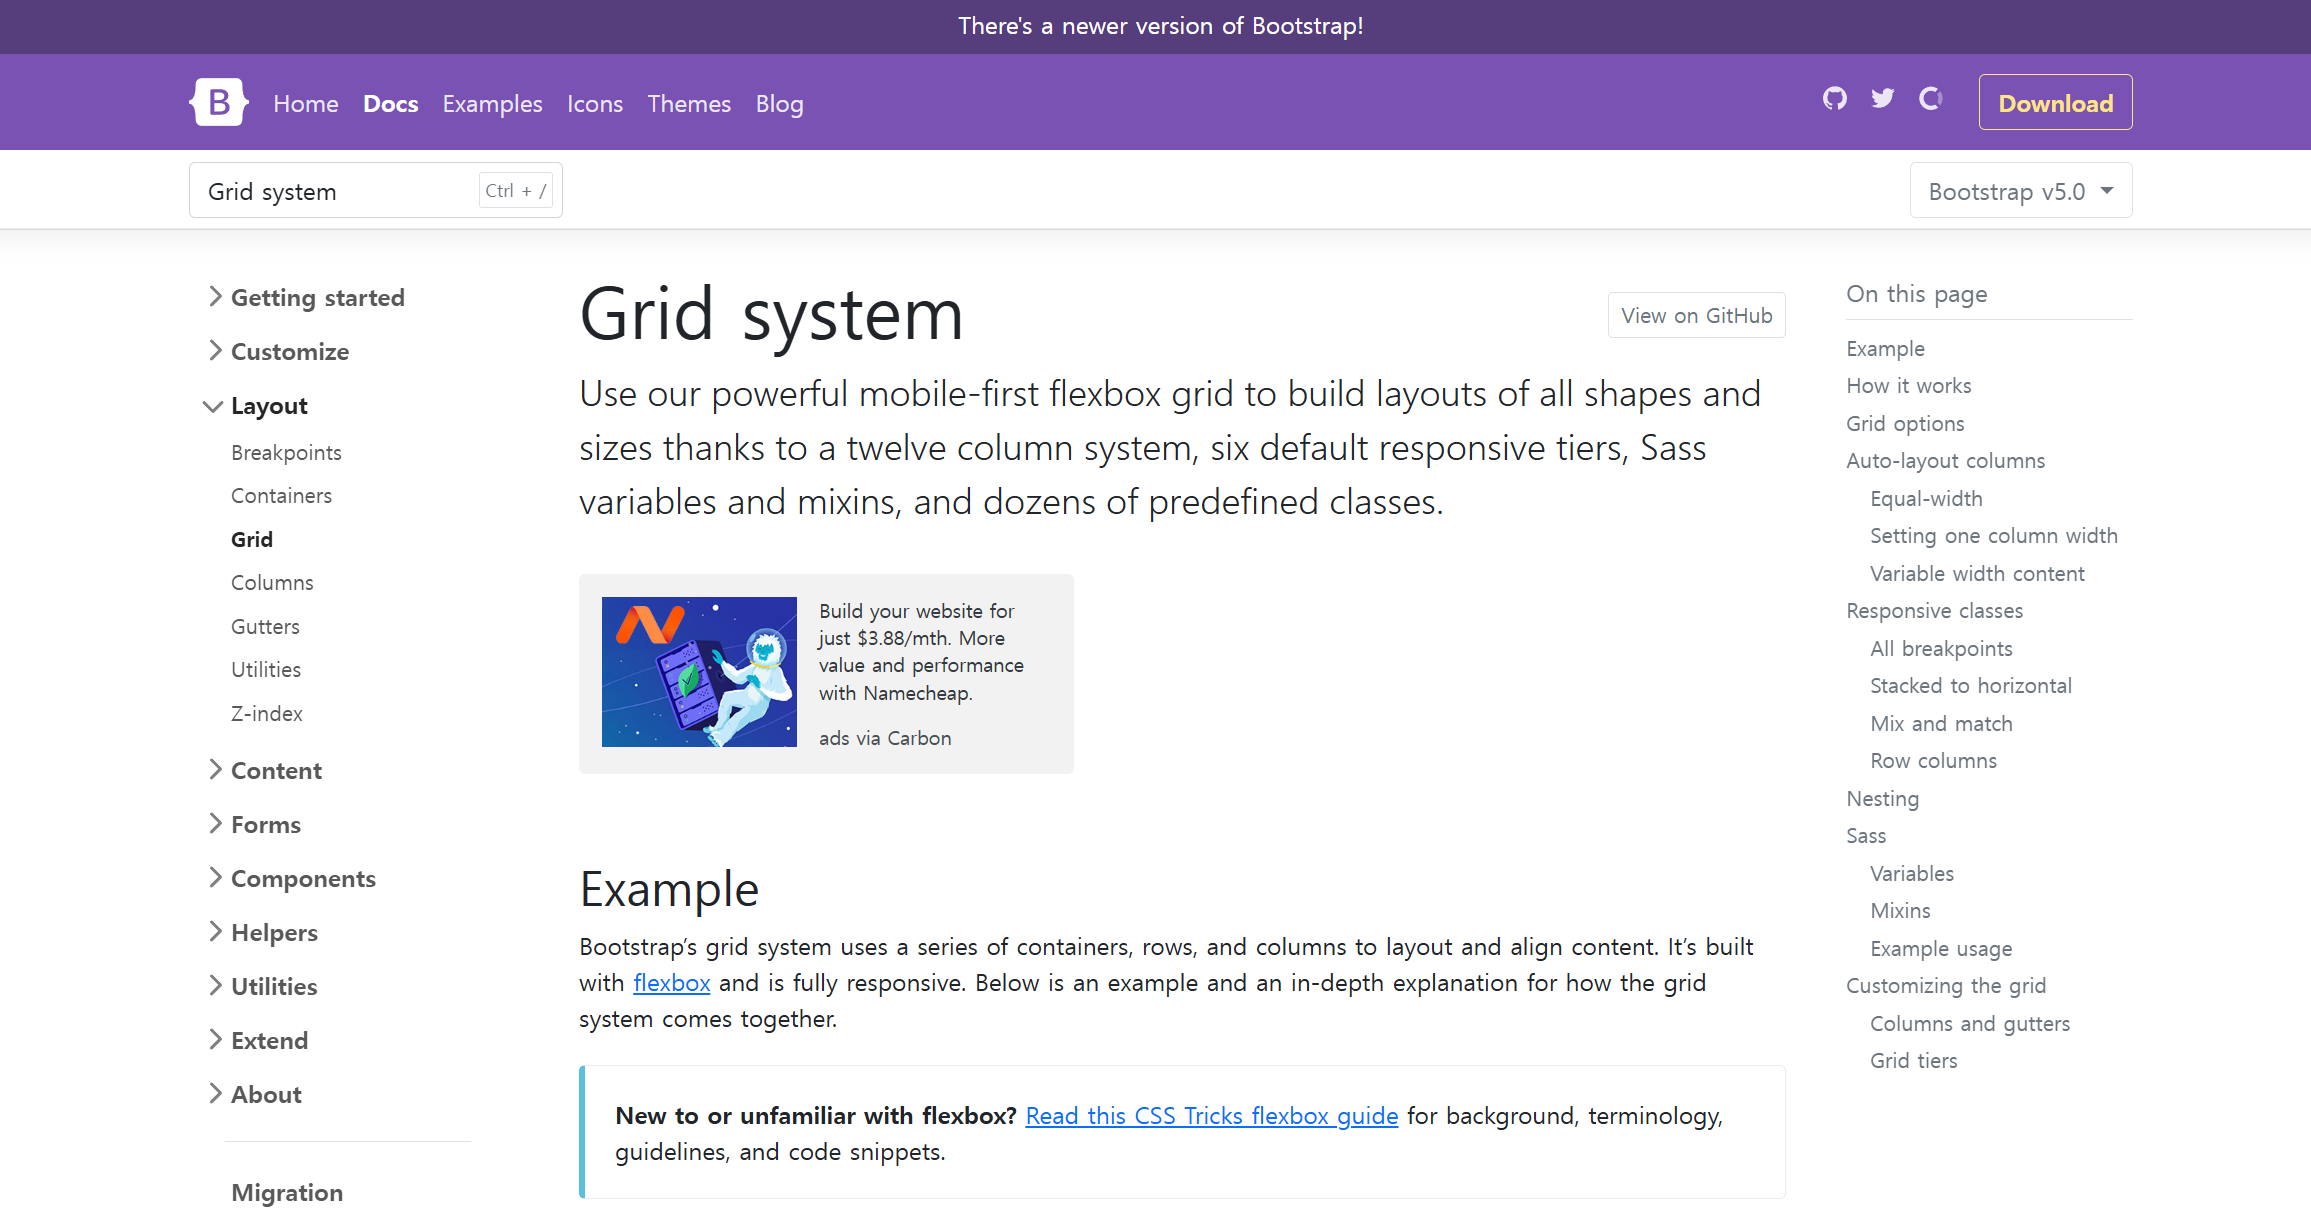 There's a newer version of Bootstrap!
B
Home Docs Examples Icons Themes Blog
Download
Grid system
Ctrl + /
Bootstrap v5.0
Getting started
Customize
Layout
Breakpoints
Containers
Grid
Columns
Gutters
Utilities
Z-index
Content
Forms
Components
Helpers
Utilities
Extend
About
Migration
Grid system
View on GitHub
Use our powerful mobile-first flexbox grid to build layouts of all shapes and
sizes thanks to a twelve column system, six default responsive tiers, Sass
variables and mixins, and dozens of predefined classes.
Build your website for
just $3.88/mth. More
value and performance
with Namecheap.
ads via Carbon
Example
Bootstrap’s grid system uses a series of containers, rows, and columns to layout and align content. It’s built
with flexbox and is fully responsive. Below is an example and an in-depth explanation for how the grid
system comes together.
New to or unfamiliar with flexbox? Read this CSS Tricks flexbox guide for background, terminology,
guidelines, and code snippets.
On this page
Example
How it works
Grid options
Auto-layout columns
Equal-width
Setting one column width
Variable width content
Responsive classes
All breakpoints
Stacked to horizontal
Mix and match
Row columns
Nesting
Sass
Variables
Mixins
Example usage
Customizing the grid
Columns and gutters
Grid tiers